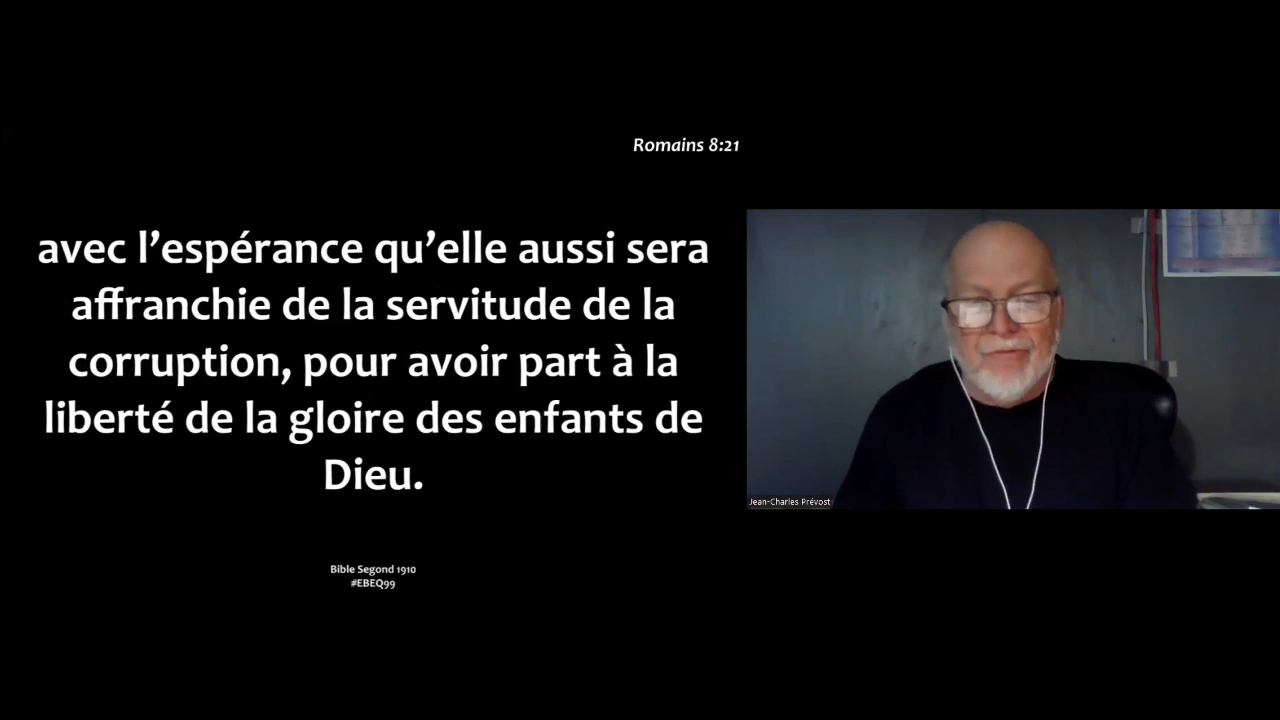 Romains 8:21
avec l’espérance qu’elle aussi sera
affranchie de la servitude de la
corruption, pour avoir part à la
liberté de la gloire des enfants de
Dieu.
Jean-Charles Prévost
Bible Segond 1910
#EBEQ99